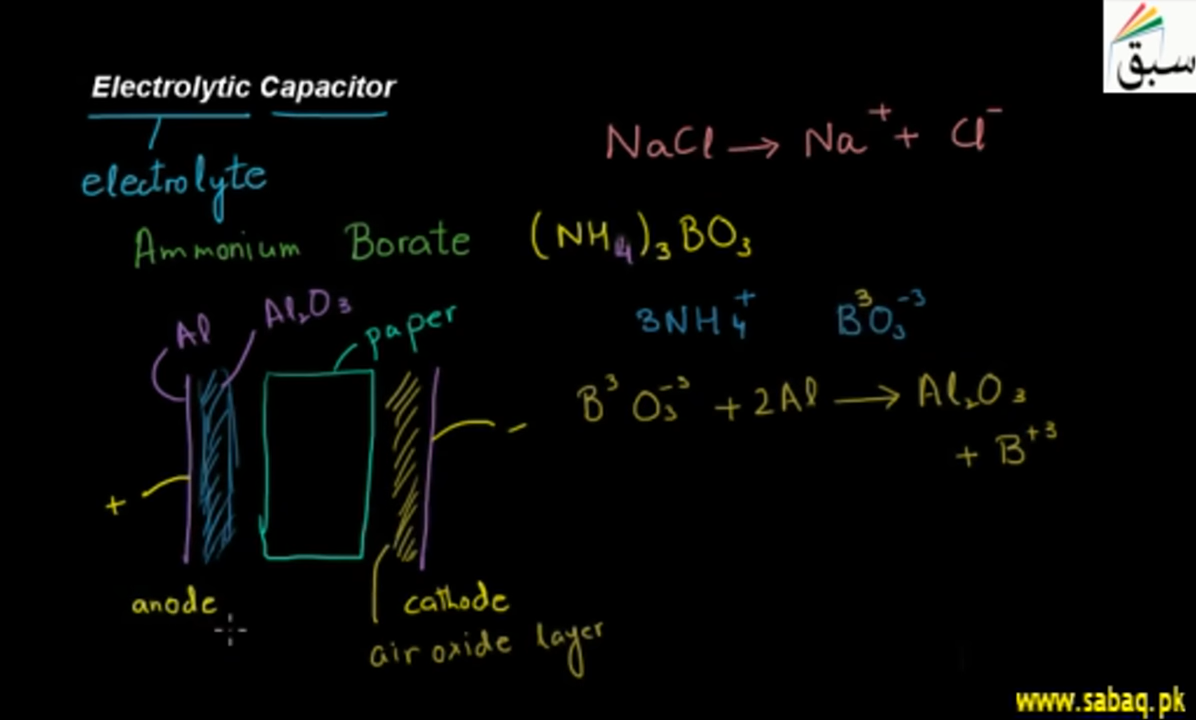 سبق
Electrolytic Capacitor
NaCl → Na⁺ + Cl⁻
electrolyte
Ammonium Borate (NH₄)₃BO₃
Al
Al₂O₃
paper
3NH₄⁺ B³O₃⁻³
B³O₃⁻³ + 2Al → Al₂O₃
+ B⁺³
-
+
anode
cathode
air oxide layer
www.sabaq.pk